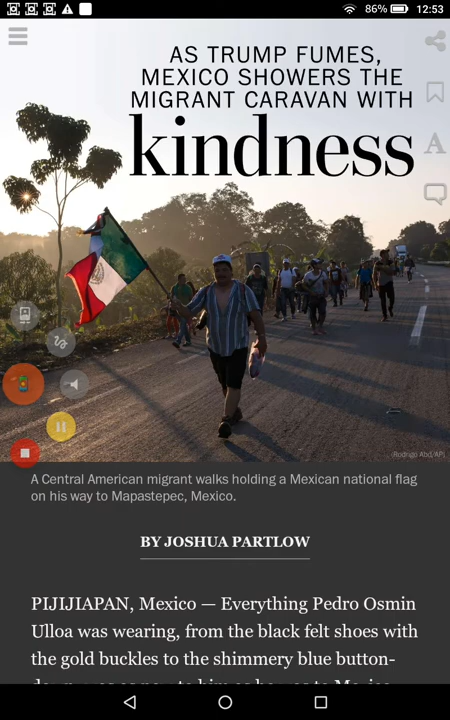 86% 12:53
AS TRUMP FUMES,
MEXICO SHOWERS THE
MIGRANT CARAVAN WITH
kindness
A
(Rodrigo Abd/AP)
A Central American migrant walks holding a Mexican national flag
on his way to Mapastepec, Mexico.
BY JOSHUA PARTLOW
PIJIJIAPAN, Mexico — Everything Pedro Osmin
Ulloa was wearing, from the black felt shoes with
the gold buckles to the shimmery blue button-